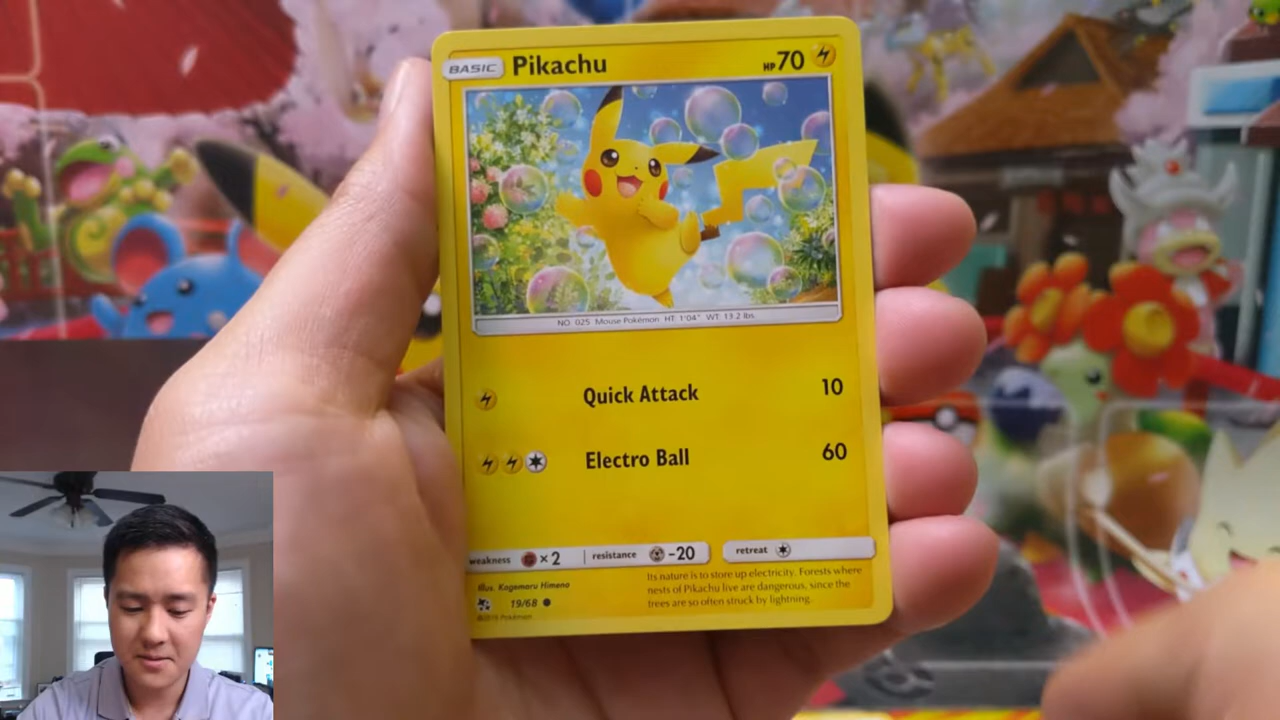 BASIC Pikachu HP70
NO. 025 Mouse Pokémon HT: 1'04" WT: 13.2 lbs.
Quick Attack 10
Electro Ball 60
weakness ×2 resistance -20 retreat
Illus. Kagemaru Himeno
19/68
©2019 Pokémon
Its nature is to store up electricity. Forests where
nests of Pikachu live are dangerous, since the
trees are so often struck by lightning.